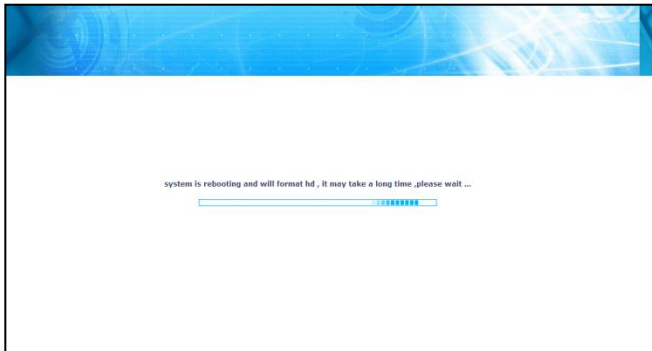 system is rebooting and will format hd , it may take a long time ,please wait ...